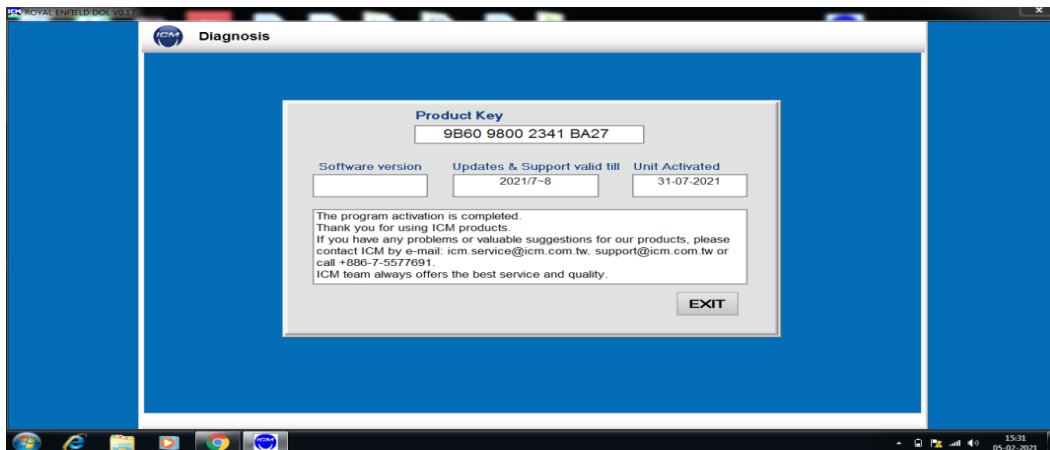 ROYAL ENFIELD DOL V0.17
ICM Diagnosis
Product Key
9B60 9800 2341 BA27
Software version Updates & Support valid till Unit Activated
2021/7~8 31-07-2021
The program activation is completed.
Thank you for using ICM products.
If you have any problems or valuable suggestions for our products, please
contact ICM by e-mail: icm.service@icm.com.tw, support@icm.com.tw or
call +886-7-5577691.
ICM team always offers the best service and quality.
EXIT
ICM
15:31
05-02-2021